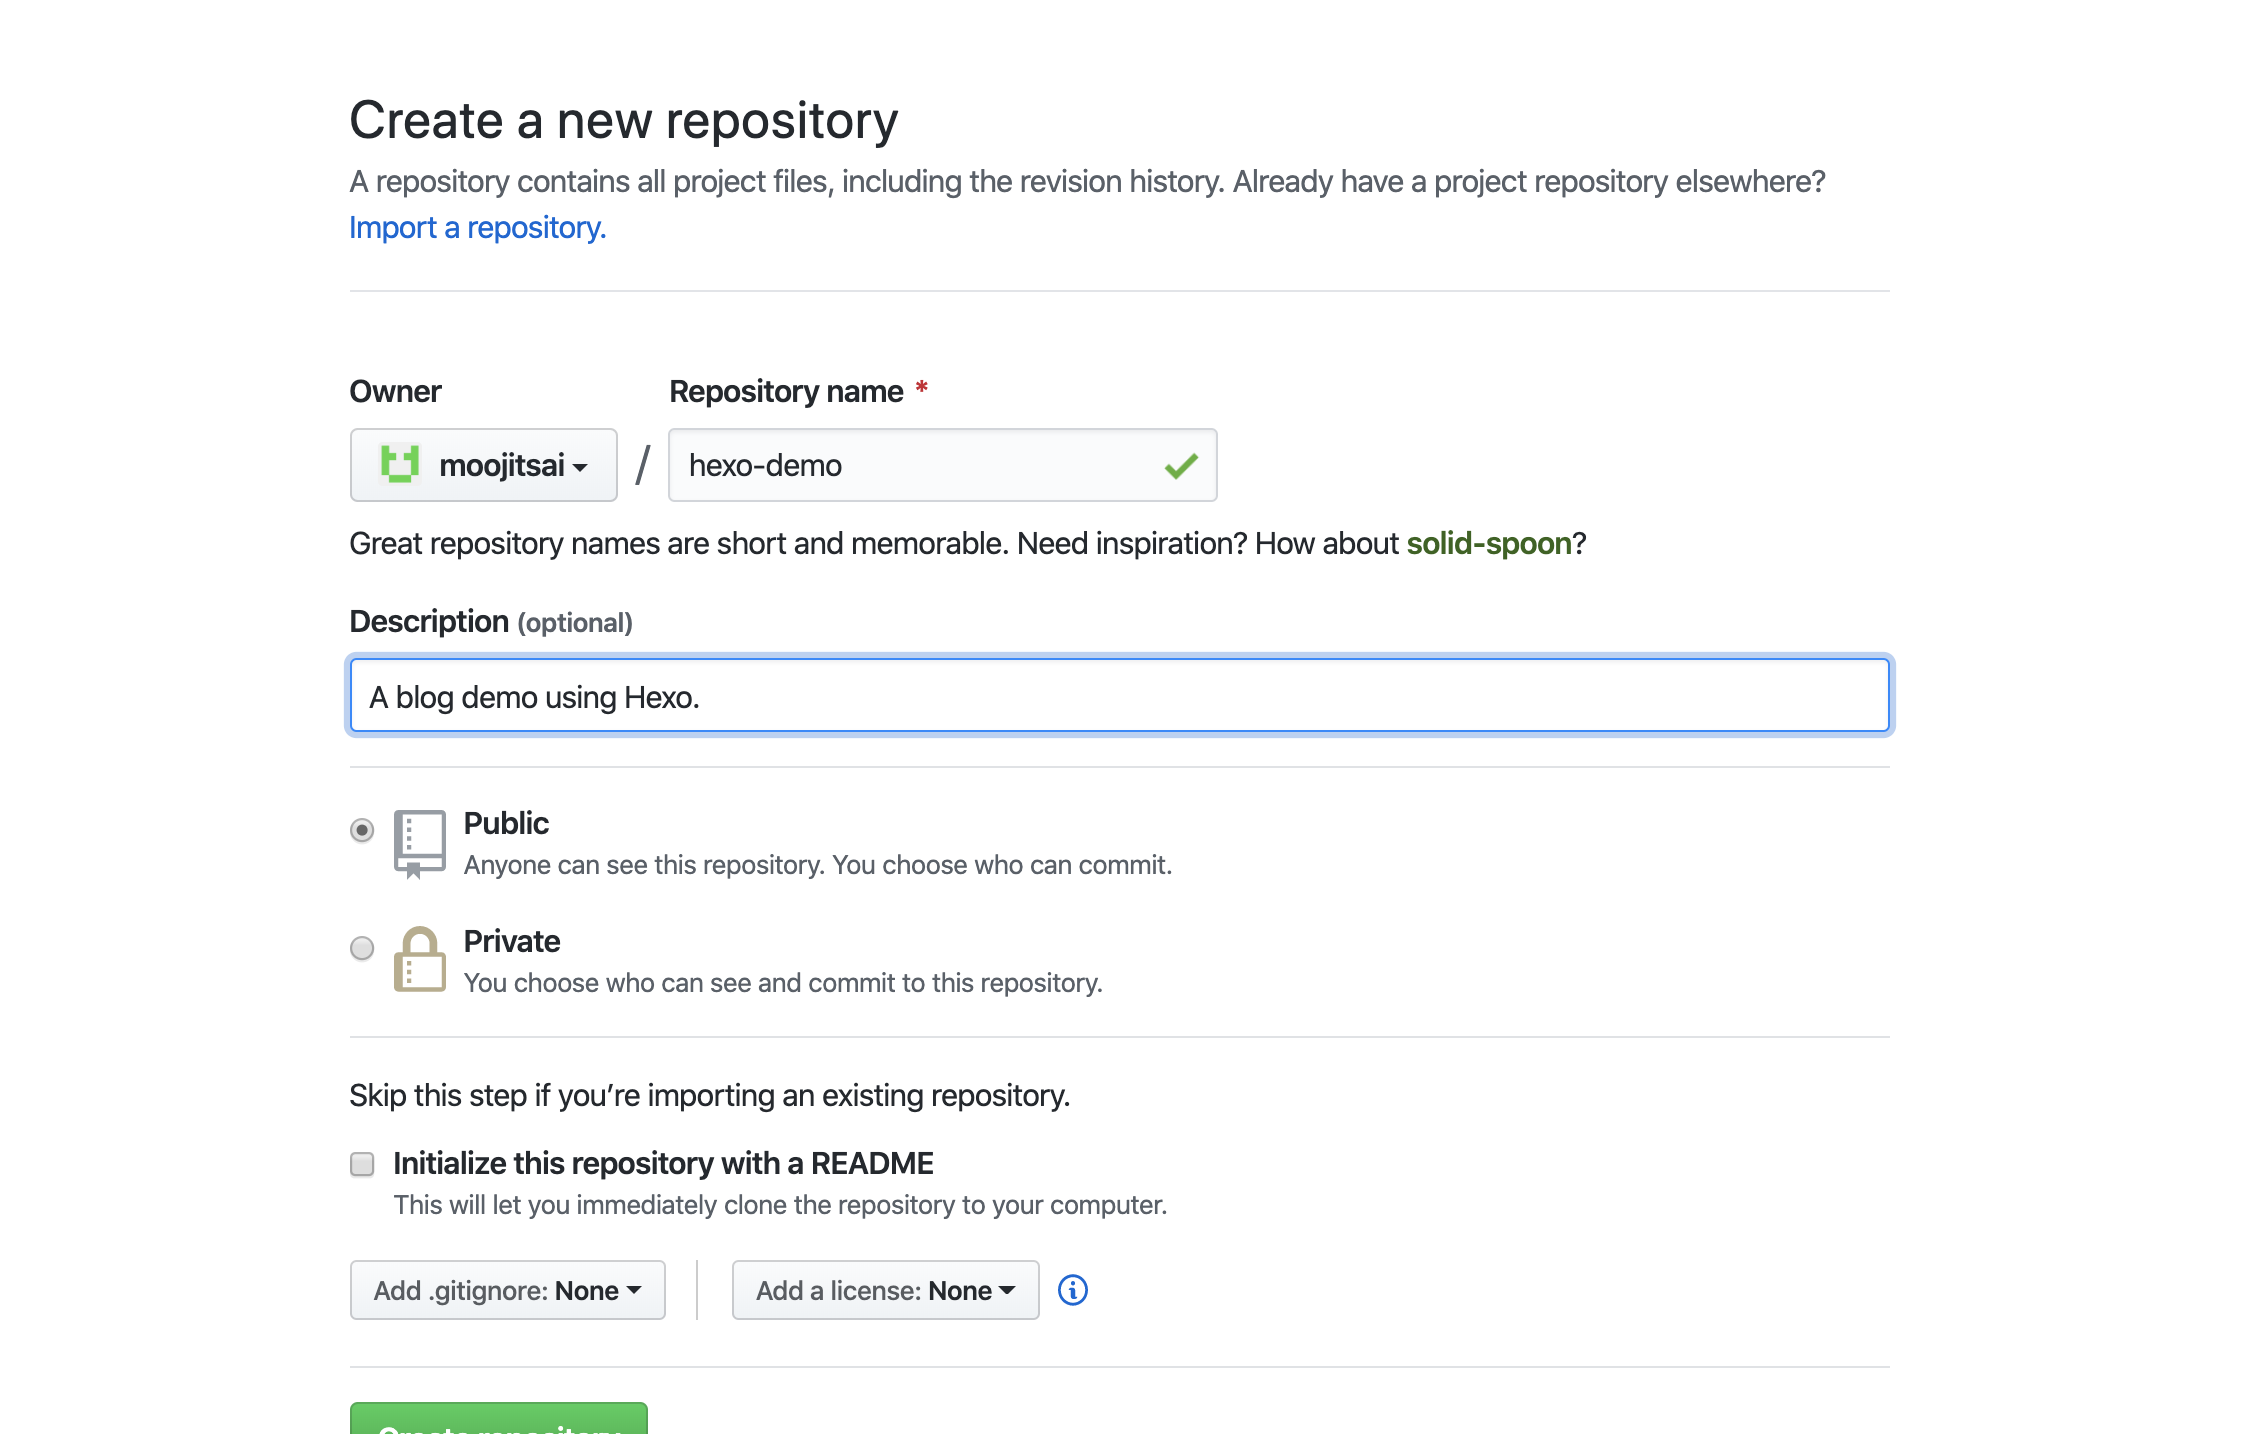 Create a new repository
A repository contains all project files, including the revision history. Already have a project repository elsewhere?
Import a repository.
Owner
Repository name *
moojitsai / hexo-demo
Great repository names are short and memorable. Need inspiration? How about solid-spoon?
Description (optional)
A blog demo using Hexo.
Public
Anyone can see this repository. You choose who can commit.
Private
You choose who can see and commit to this repository.
Skip this step if you’re importing an existing repository.
Initialize this repository with a README
This will let you immediately clone the repository to your computer.
Add .gitignore: None
Add a license: None
Create repository